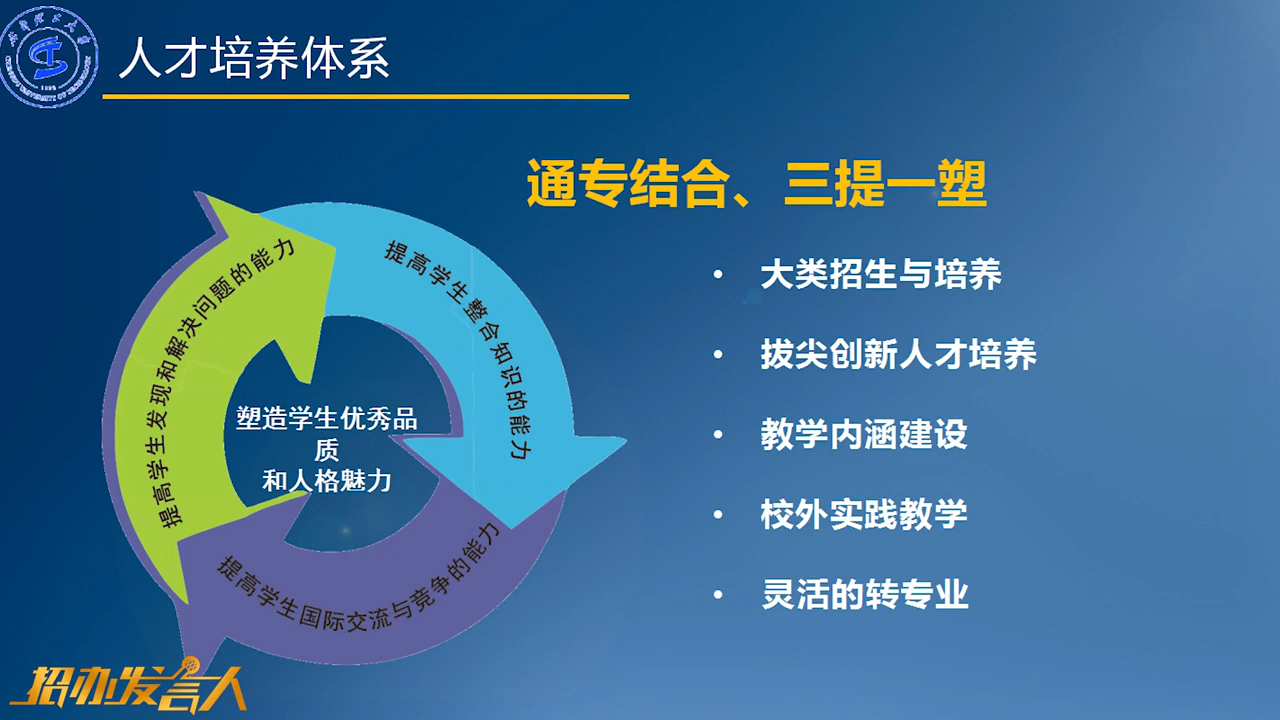 人才培养体系
通专结合、三提一塑
提高学生发现和解决问题的能力
提高学生整合知识的能力
提高学生国际交流与竞争的能力
塑造学生优秀品
质
和人格魅力
• 大类招生与培养
• 拔尖创新人才培养
• 教学内涵建设
• 校外实践教学
• 灵活的转专业
招办发言人